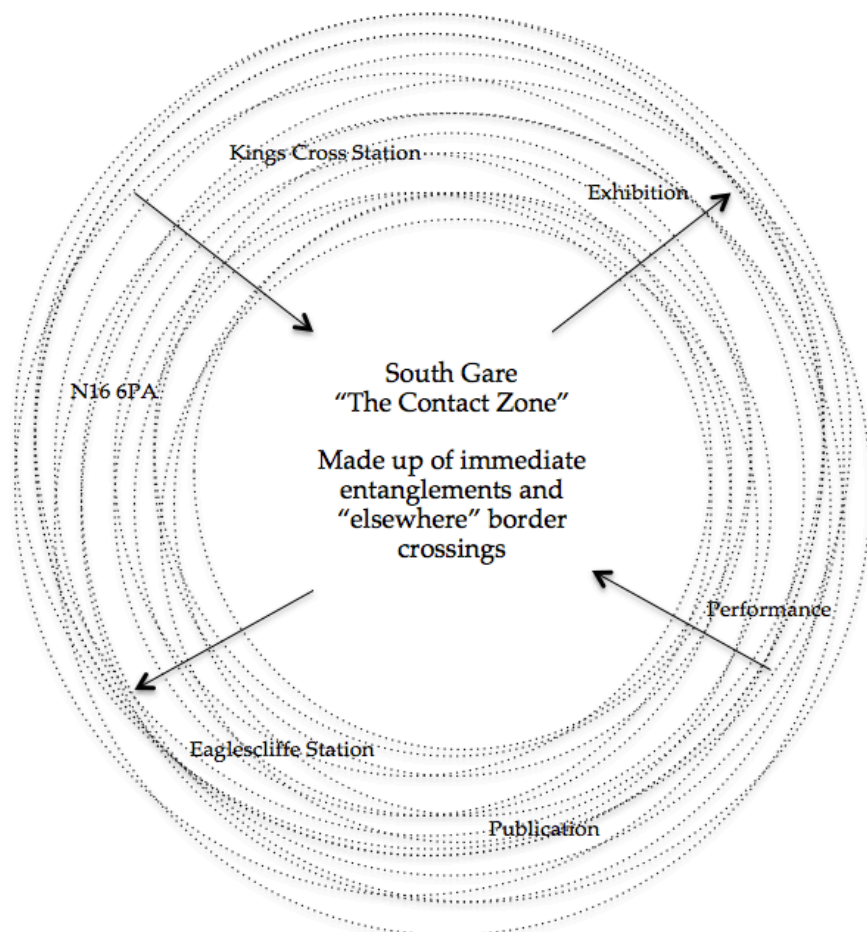 Kings Cross Station
Exhibition
N16 6PA
South Gare
“The Contact Zone”
Made up of immediate
entanglements and
“elsewhere” border
crossings
Performance
Eaglescliffe Station
Publication